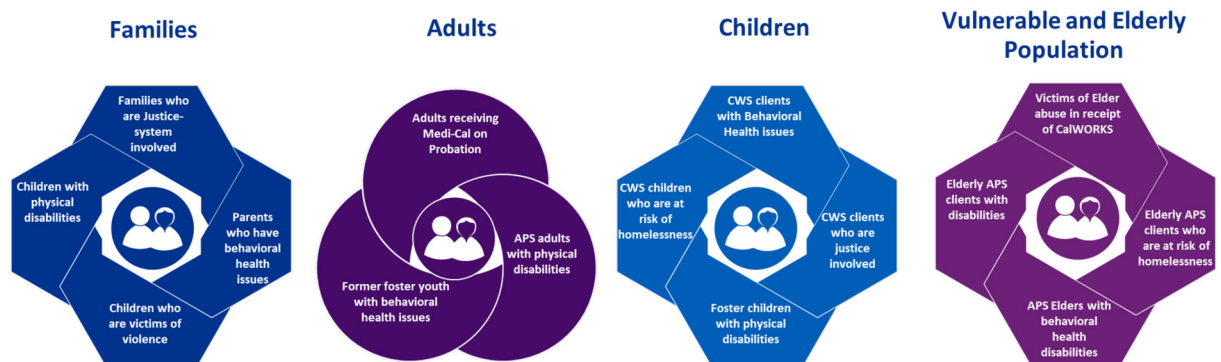 Families
Families who
are Justice-
system
involved
Children with
physical
disabilities
Parents
who have
behavioral
health
issues
Children who
are victims of
violence
Adults
Adults receiving
Medi-Cal on
Probation
APS adults
with physical
disabilities
Former foster youth
with behavioral
health issues
Children
CWS clients
with Behavioral
Health issues
CWS children
who are at
risk of
homelessness
CWS clients
who are
justice
involved
Foster children
with physical
disabilities
Vulnerable and Elderly
Population
Victims of Elder
abuse in receipt
of CalWORKS
Elderly APS
clients with
disabilities
Elderly APS
clients who
are at risk of
homelessness
APS Elders with
behavioral
health
disabilities